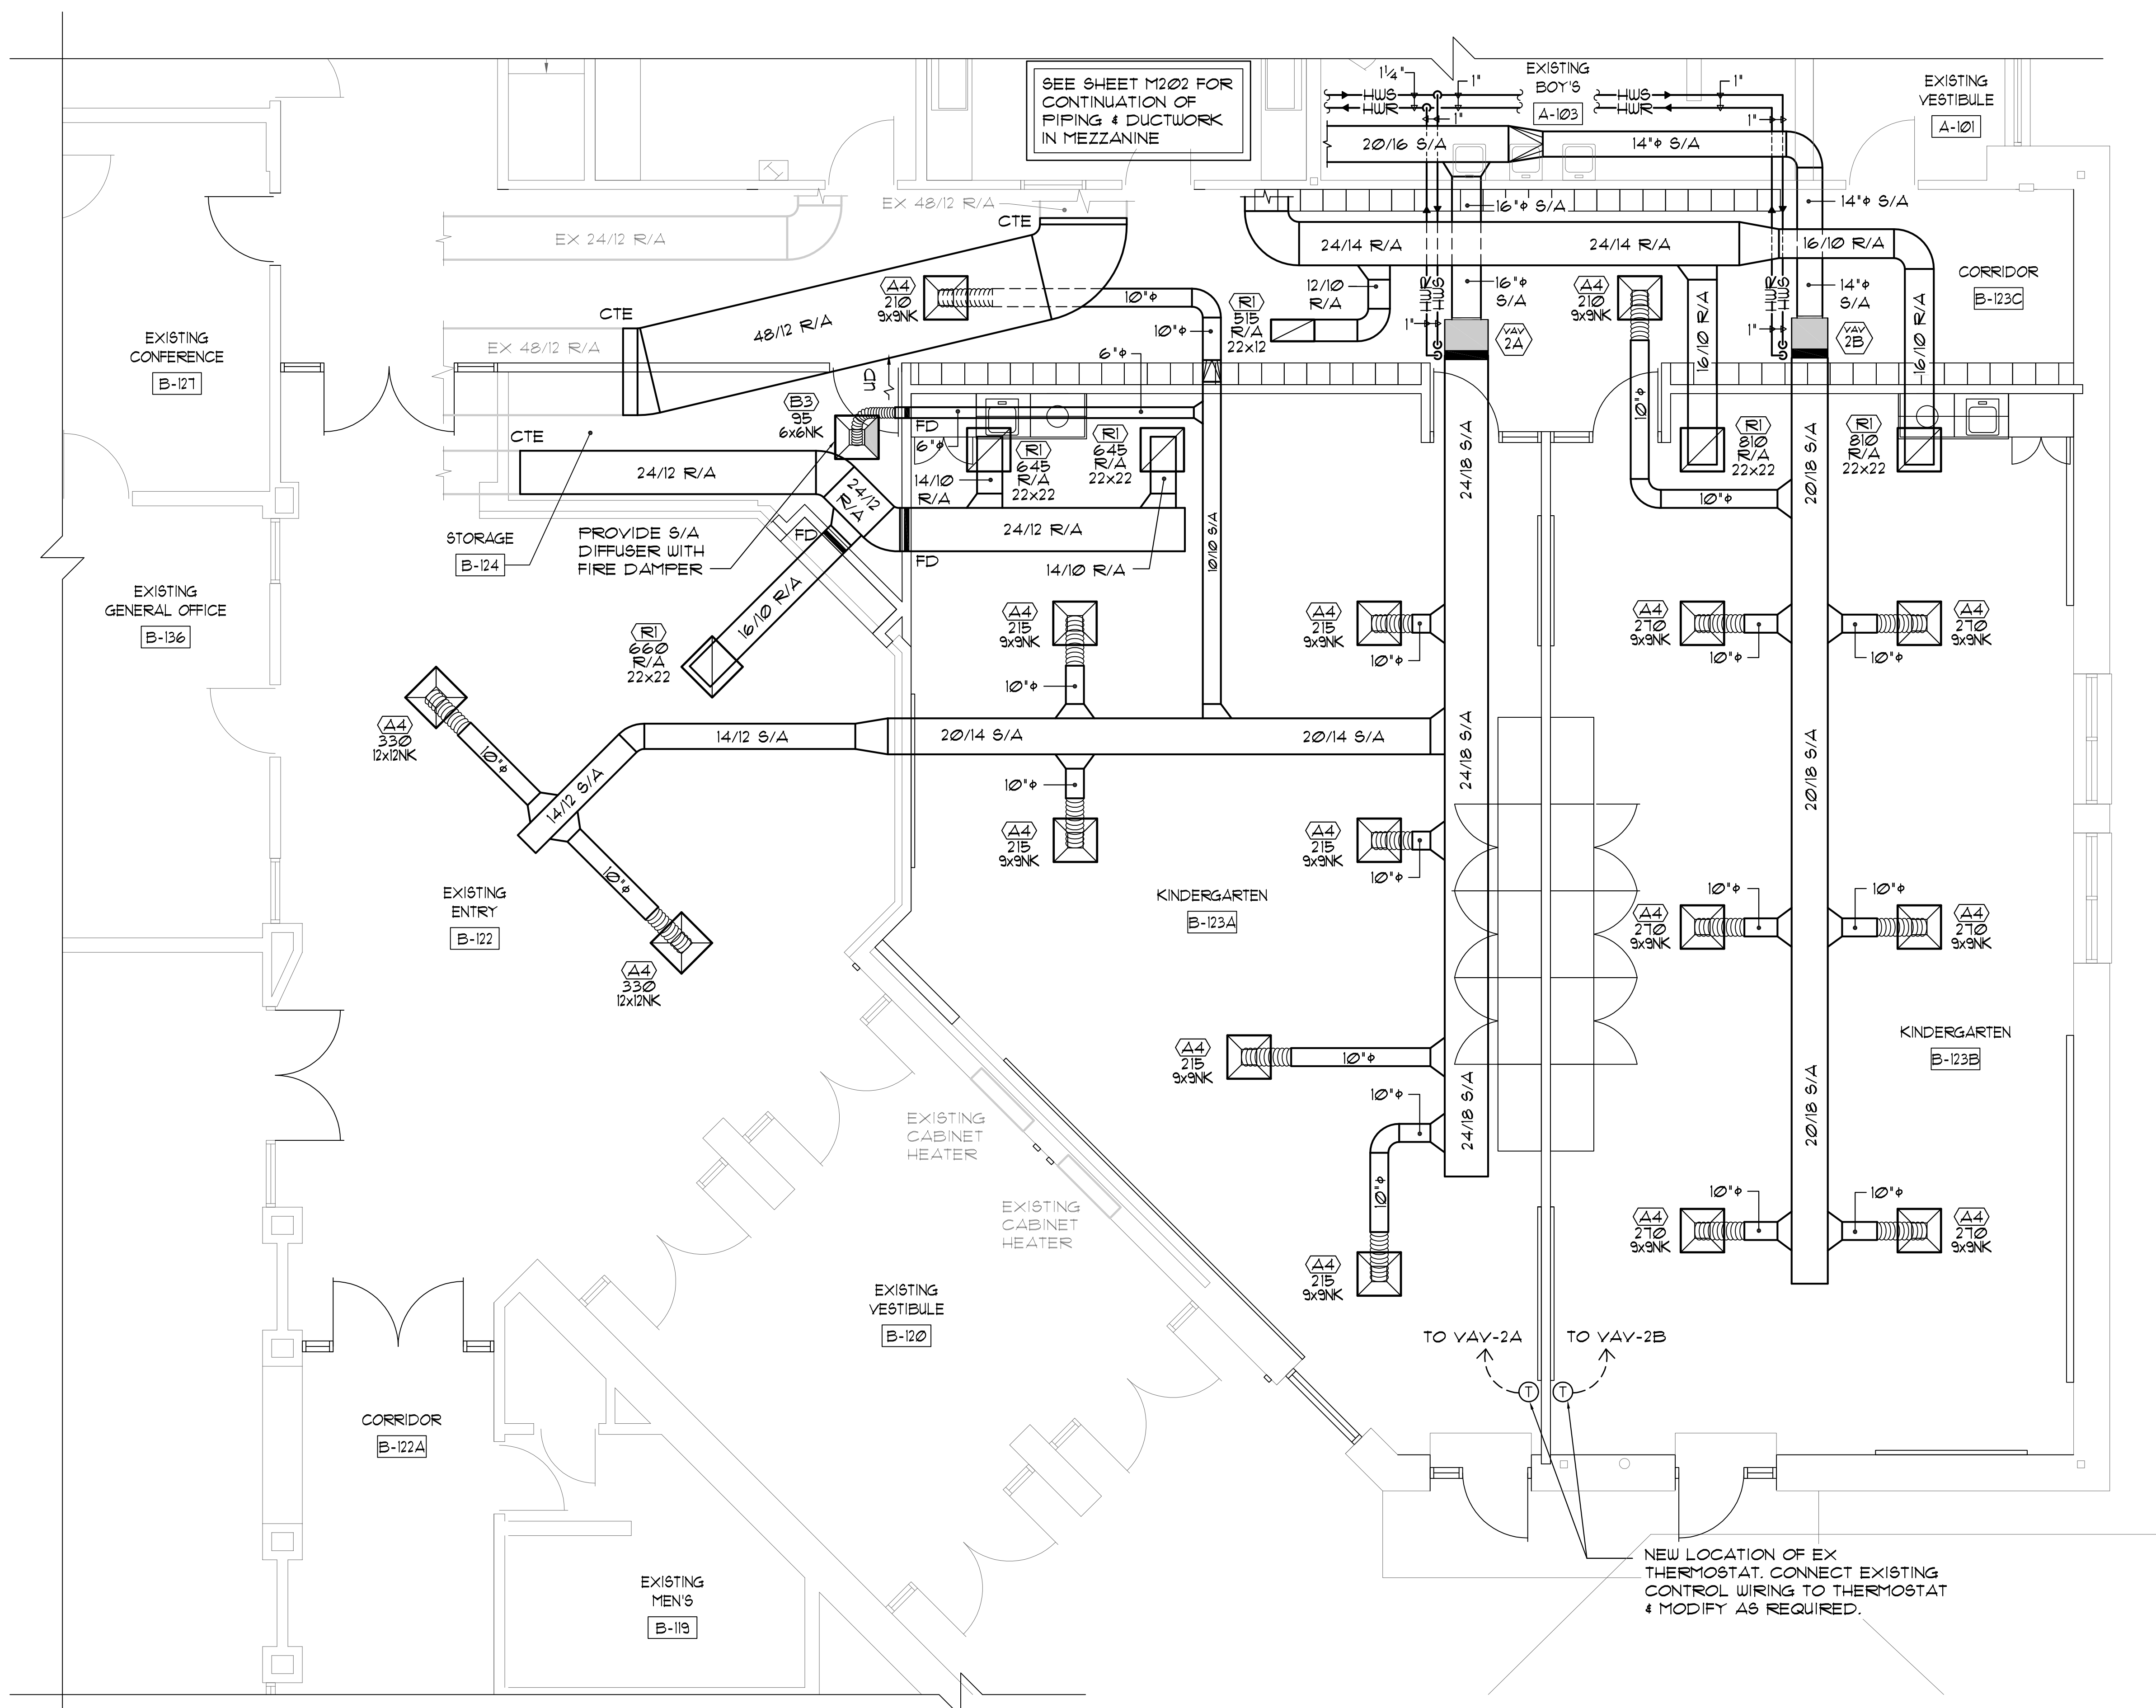 SEE SHEET M202 FOR
CONTINUATION OF
PIPING & DUCTWORK
IN MEZZANINE
1¼"
1"
HWS
HWR
1"
EXISTING
BOY'S
A-103
HWS
HWR
1"
1"
EXISTING
VESTIBULE
A-101
20/16 S/A
14"ϕ S/A
EX 48/12 R/A
CTE
16"ϕ S/A
14"ϕ S/A
EX 24/12 R/A
24/14 R/A
24/14 R/A
16/10 R/A
CORRIDOR
B-123C
A4
210
9x9NK
10"ϕ
10"ϕ
R1
515
R/A
22x12
12/10
R/A
HWR
HWS
1"
16"ϕ
S/A
VAV
2A
A4
210
9x9NK
16/10 R/A
HWR
HWS
1"
14"ϕ
S/A
VAV
2B
16/10 R/A
CTE
48/12 R/A
EX 48/12 R/A
EXISTING
CONFERENCE
B-127
UD
6"ϕ
B3
95
6x6NK
FD
6"ϕ
CTE
24/12 R/A
24/12
R/A
14/10
R/A
R1
645
R/A
22x22
R1
645
R/A
22x22
10"ϕ
R1
810
R/A
22x22
R1
810
R/A
22x22
24/18 S/A
20/18 S/A
10"ϕ
STORAGE
B-124
PROVIDE S/A
DIFFUSER WITH
FIRE DAMPER
FD
FD
24/12 R/A
14/10 R/A
10/10 S/A
EXISTING
GENERAL OFFICE
B-136
16/10 R/A
R1
660
R/A
22x22
A4
215
9x9NK
10"ϕ
A4
215
9x9NK
10"ϕ
A4
270
9x9NK
10"ϕ
10"ϕ
A4
270
9x9NK
A4
330
12x12NK
10"ϕ
14/12 S/A
14/12 S/A
20/14 S/A
20/14 S/A
24/18 S/A
20/18 S/A
10"ϕ
A4
215
9x9NK
A4
215
9x9NK
10"ϕ
10"ϕ
A4
330
12x12NK
EXISTING
ENTRY
B-122
KINDERGARTEN
B-123A
10"ϕ
10"ϕ
A4
270
9x9NK
A4
270
9x9NK
KINDERGARTEN
B-123B
A4
215
9x9NK
10"ϕ
10"ϕ
10"ϕ
24/18 S/A
20/18 S/A
EXISTING
CABINET
HEATER
EXISTING
CABINET
HEATER
A4
215
9x9NK
10"ϕ
10"ϕ
A4
270
9x9NK
A4
270
9x9NK
EXISTING
VESTIBULE
B-120
TO VAV-2A
TO VAV-2B
T
T
CORRIDOR
B-122A
EXISTING
MEN'S
B-119
NEW LOCATION OF EX
THERMOSTAT. CONNECT EXISTING
CONTROL WIRING TO THERMOSTAT
& MODIFY AS REQUIRED.